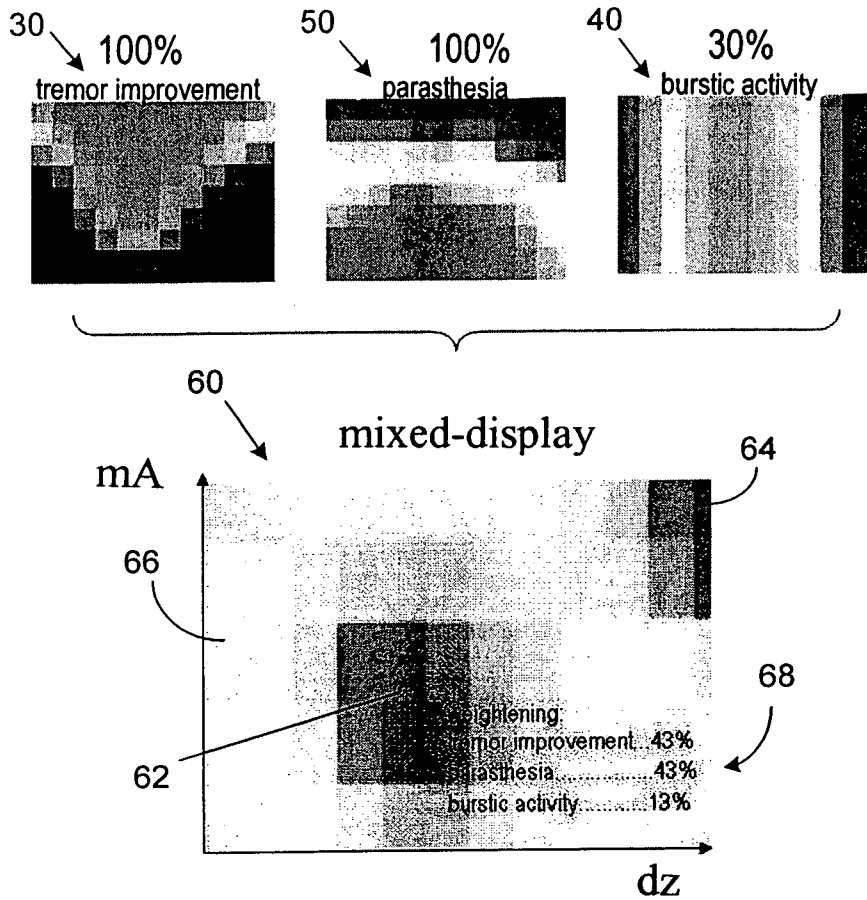 30
100%
tremor improvement
50
100%
parasthesia
40
30%
burstic activity
60
mixed-display
mA
64
66
68
weightening:
tremor improvement...43%
parasthesia................43%
burstic activity............13%
62
dz